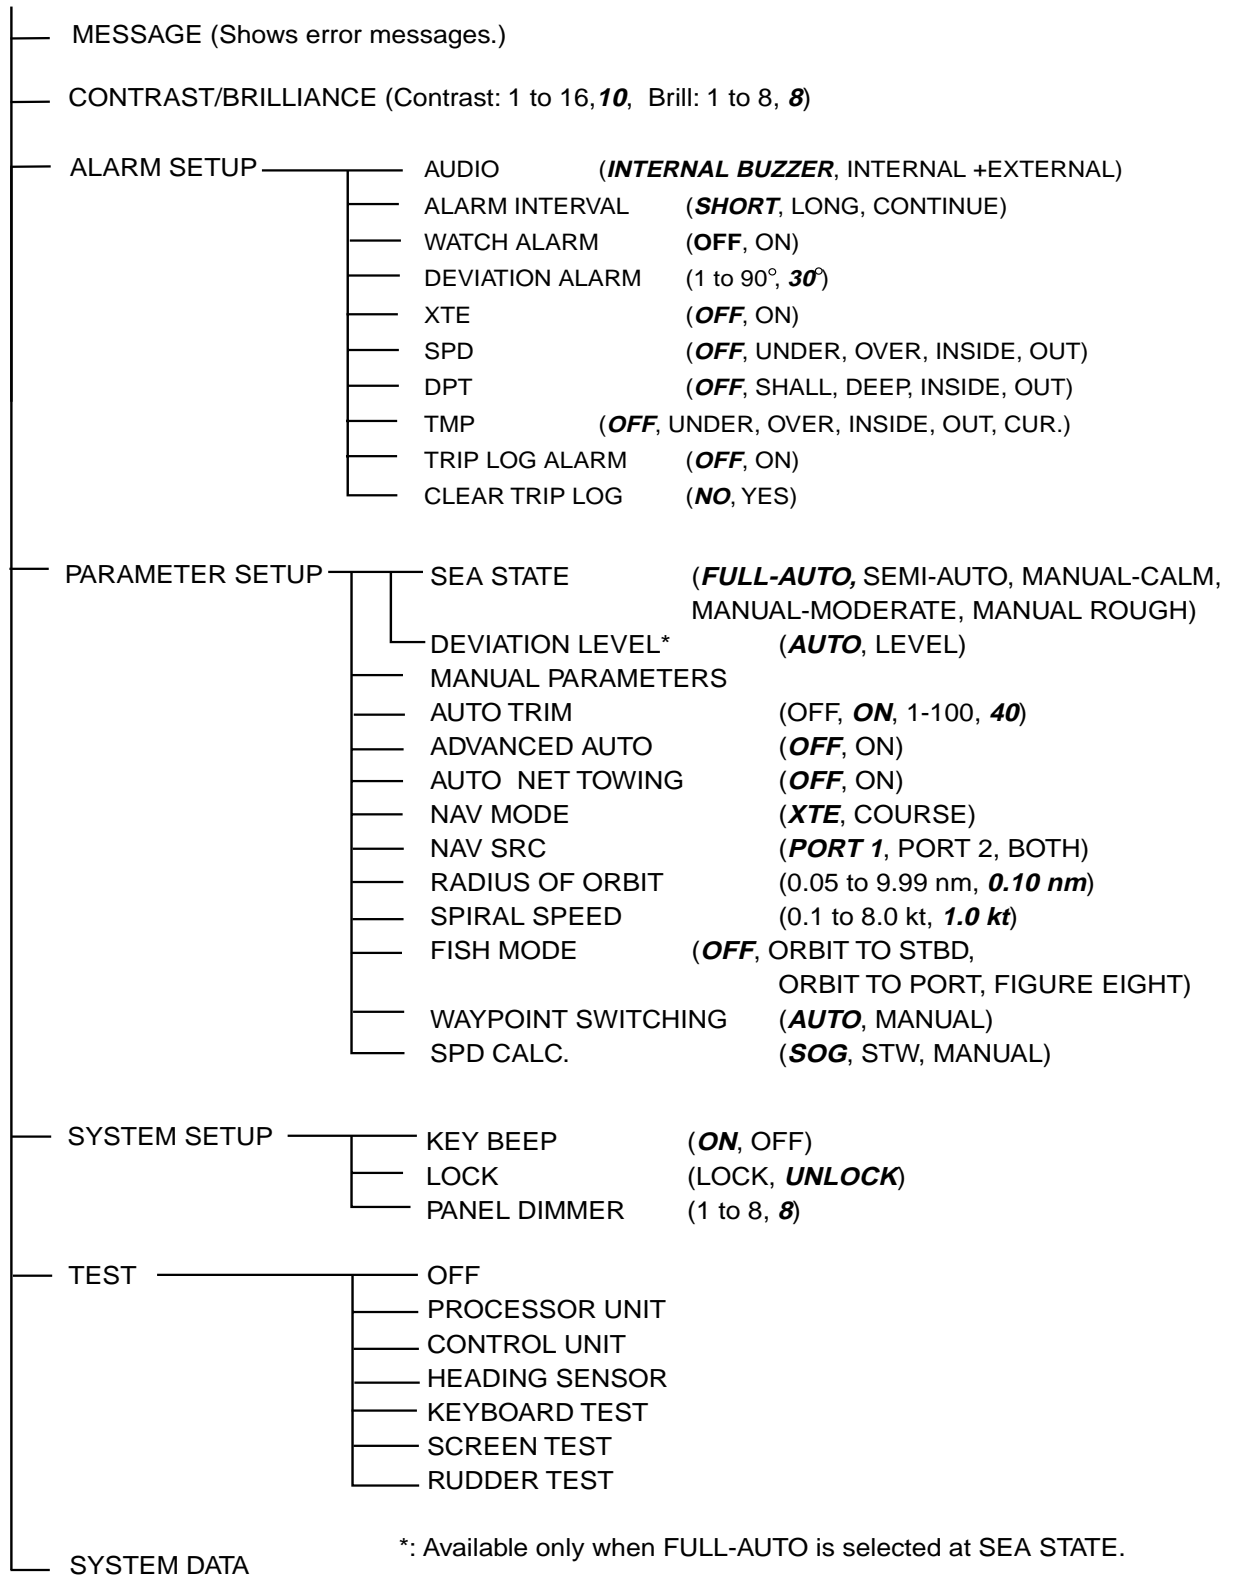 MESSAGE (Shows error messages.)
CONTRAST/BRILLIANCE (Contrast: 1 to 16,10, Brill: 1 to 8, 8)
ALARM SETUP
AUDIO (INTERNAL BUZZER, INTERNAL +EXTERNAL)
ALARM INTERVAL (SHORT, LONG, CONTINUE)
WATCH ALARM (OFF, ON)
DEVIATION ALARM (1 to 90°, 30°)
XTE (OFF, ON)
SPD (OFF, UNDER, OVER, INSIDE, OUT)
DPT (OFF, SHALL, DEEP, INSIDE, OUT)
TMP (OFF, UNDER, OVER, INSIDE, OUT, CUR.)
TRIP LOG ALARM (OFF, ON)
CLEAR TRIP LOG (NO, YES)
PARAMETER SETUP
SEA STATE (FULL-AUTO, SEMI-AUTO, MANUAL-CALM,
MANUAL-MODERATE, MANUAL ROUGH)
DEVIATION LEVEL* (AUTO, LEVEL)
MANUAL PARAMETERS
AUTO TRIM (OFF, ON, 1-100, 40)
ADVANCED AUTO (OFF, ON)
AUTO NET TOWING (OFF, ON)
NAV MODE (XTE, COURSE)
NAV SRC (PORT 1, PORT 2, BOTH)
RADIUS OF ORBIT (0.05 to 9.99 nm, 0.10 nm)
SPIRAL SPEED (0.1 to 8.0 kt, 1.0 kt)
FISH MODE (OFF, ORBIT TO STBD,
ORBIT TO PORT, FIGURE EIGHT)
WAYPOINT SWITCHING (AUTO, MANUAL)
SPD CALC. (SOG, STW, MANUAL)
SYSTEM SETUP
KEY BEEP (ON, OFF)
LOCK (LOCK, UNLOCK)
PANEL DIMMER (1 to 8, 8)
TEST
OFF
PROCESSOR UNIT
CONTROL UNIT
HEADING SENSOR
KEYBOARD TEST
SCREEN TEST
RUDDER TEST
*: Available only when FULL-AUTO is selected at SEA STATE.
SYSTEM DATA